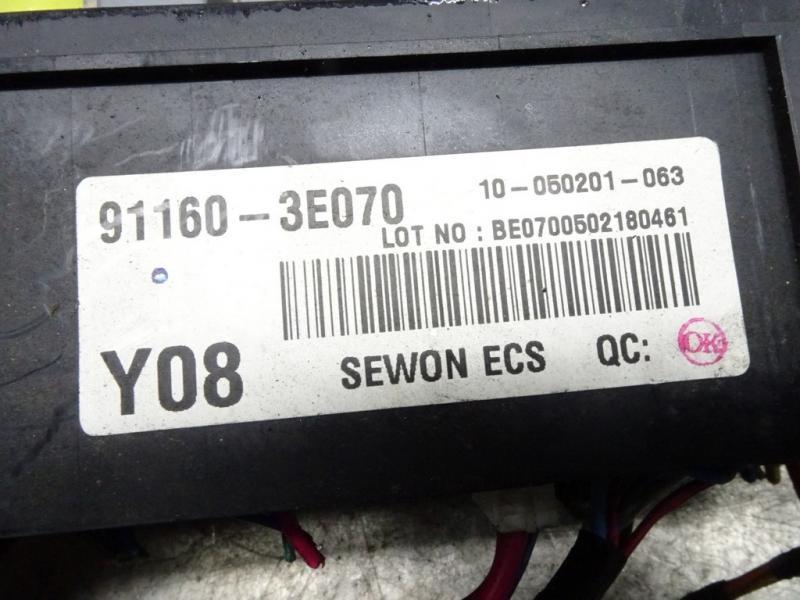 91160-3E070
10-050201-063
LOT NO : BE0700502180461
Y08
SEWON ECS
QC: OK